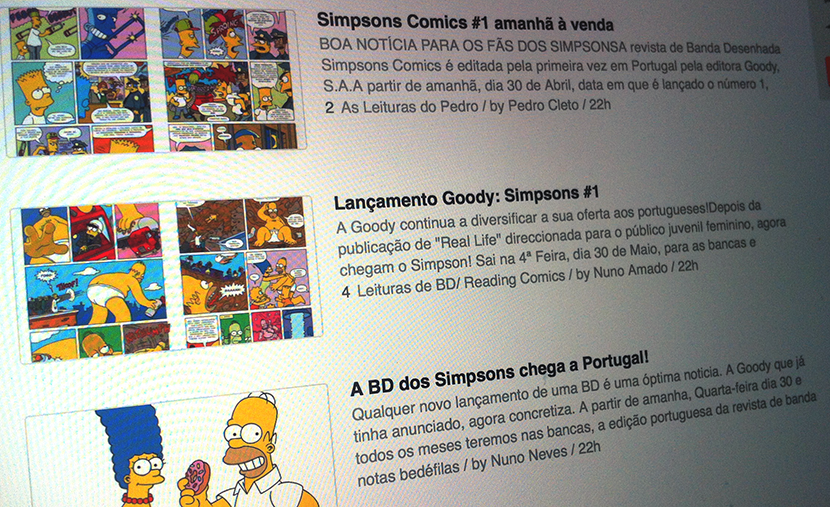 Simpsons Comics #1 amanhã à venda
BOA NOTÍCIA PARA OS FÃS DOS SIMPSONSA revista de Banda Desenhada
Simpsons Comics é editada pela primeira vez em Portugal pela editora Goody,
S.A.A partir de amanhã, dia 30 de Abril, data em que é lançado o número 1,
2 As Leituras do Pedro / by Pedro Cleto / 22h
Lançamento Goody: Simpsons #1
A Goody continua a diversificar a sua oferta aos portugueses!Depois da
publicação de "Real Life" direccionada para o público juvenil feminino, agora
chegam o Simpson! Sai na 4ª Feira, dia 30 de Maio, para as bancas e
4 Leituras de BD/ Reading Comics / by Nuno Amado / 22h
A BD dos Simpsons chega a Portugal!
Qualquer novo lançamento de uma BD é uma óptima noticia. A Goody que já
tinha anunciado, agora concretiza. A partir de amanha, Quarta-feira dia 30 e
todos os meses teremos nas bancas, a edição portuguesa da revista de banda
notas bedéfilas / by Nuno Neves / 22h